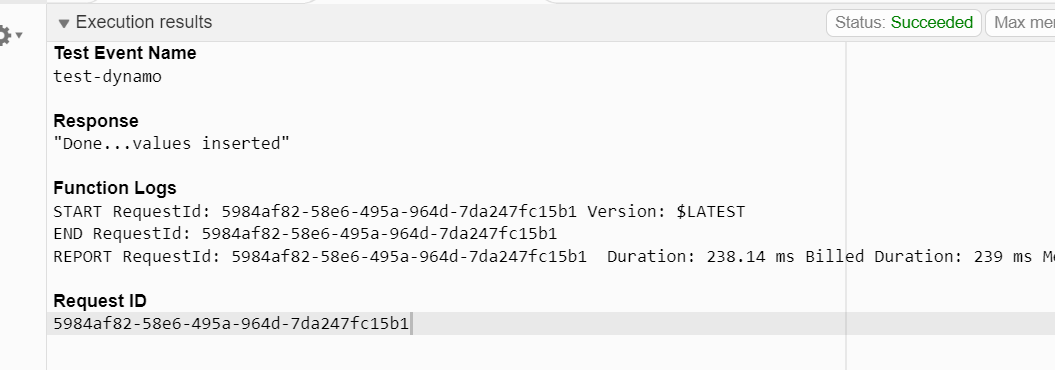 Execution results
Status: Succeeded
Max
Test Event Name
test-dynamo
Response
"Done...values inserted"
Function Logs
START RequestId: 5984af82-58e6-495a-964d-7da247fc15b1 Version: $LATEST
END RequestId: 5984af82-58e6-495a-964d-7da247fc15b1
REPORT RequestId: 5984af82-58e6-495a-964d-7da247fc15b1 Duration: 238.14 ms Billed Duration: 239 ms
Request ID
5984af82-58e6-495a-964d-7da247fc15b1